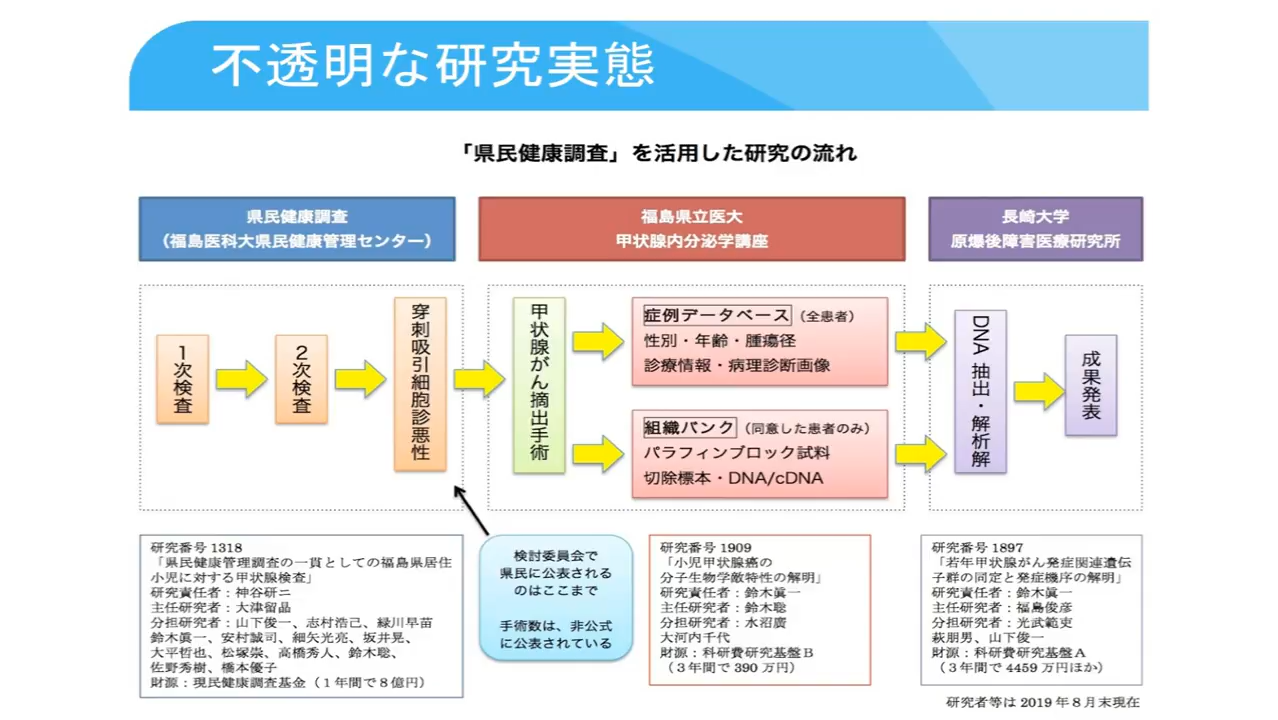 不透明な研究実態
「県民健康調査」を活用した研究の流れ
県民健康調査
（福島医科大県民健康管理センター）
福島県立医大
甲状腺内分泌学講座
長崎大学
原爆後障害医療研究所
1次検査
2次検査
穿刺吸引細胞診悪性
甲状腺がん摘出手術
症例データベース（全患者）
性別・年齢・腫瘍径
診療情報・病理診断画像
組織バンク（同意した患者のみ）
パラフィンブロック試料
切除標本・DNA/cDNA
DNA 抽出・解析解
成果発表
研究番号 1318
「県民健康管理調査の一貫としての福島県居住
小児に対する甲状腺検査」
研究責任者：神谷研二
主任研究者：大津留晶
分担研究者：山下俊一、志村浩己、緑川早苗
鈴木眞一、安村誠司、細矢光亮、坂井晃、
大平哲也、松塚崇、高橋秀人、鈴木聡、
佐野秀樹、橋本優子
財源：現民健康調査基金（１年間で８億円）
検討委員会で
県民に公表される
のはここまで
手術数は、非公式
に公表されている
研究番号 1909
「小児甲状腺癌の
分子生物学敵特性の解明」
研究責任者：鈴木眞一
主任研究者：鈴木聡
分担研究者：水沼廣
大河内千代
財源：科研費研究基盤Ｂ
（３年間で 390 万円）
研究番号 1897
「若年甲状腺がん発症関連遺伝
子群の同定と発症機序の解明」
研究責任者：鈴木眞一
主任研究者：福島俊彦
分担研究者：光武範吏
萩朋男、山下俊一
財源：科研費研究基盤Ａ
（３年間で 4459 万円ほか）
研究者等は 2019 年８月末現在